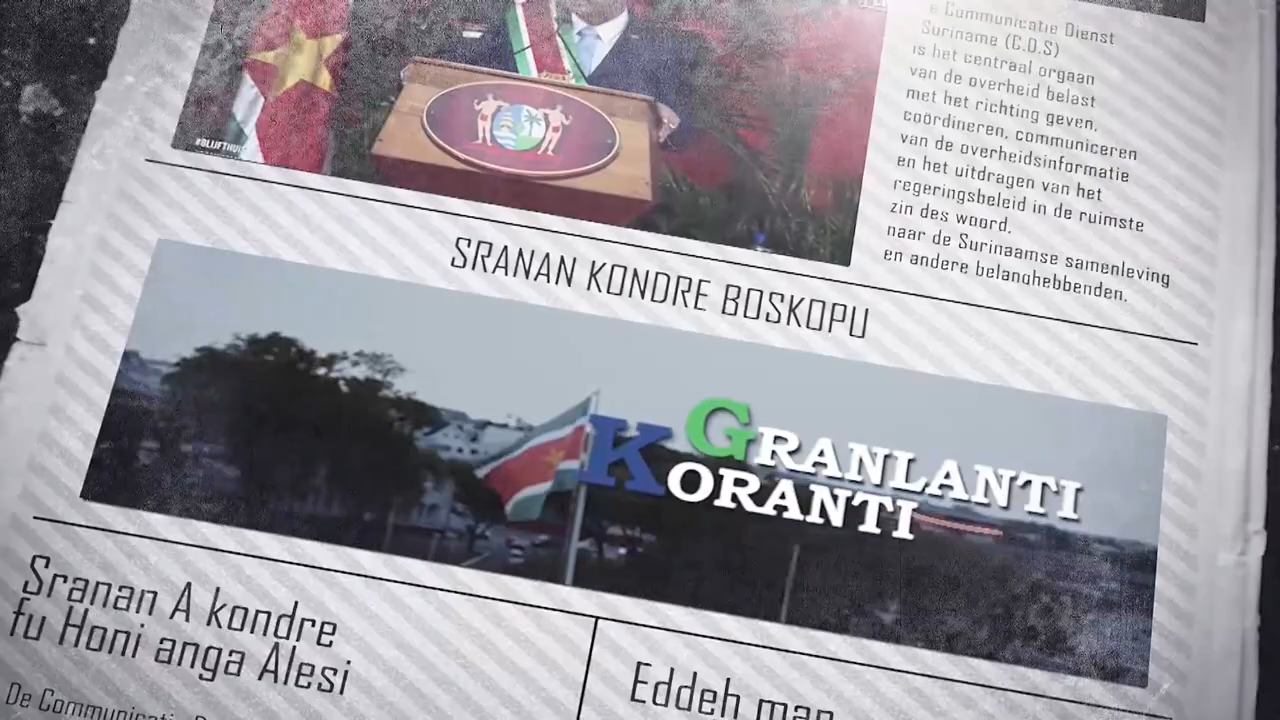 Communicatie Dienst
Suriname (C.D.S)
is het centraal orgaan
van de overheid belast
met het richting geven,
coördineren, communiceren
van de overheidsinformatie
en het uitdragen van het
regeringsbeleid in de ruimste
zin des woord.
naar de Surinaamse samenleving
en andere belanghebbenden.
SRANAN KONDRE BOSKOPU
GRANLANTI
KORANTI
Sranan A kondre
fu Honi anga Alesi
Eddeh man
De